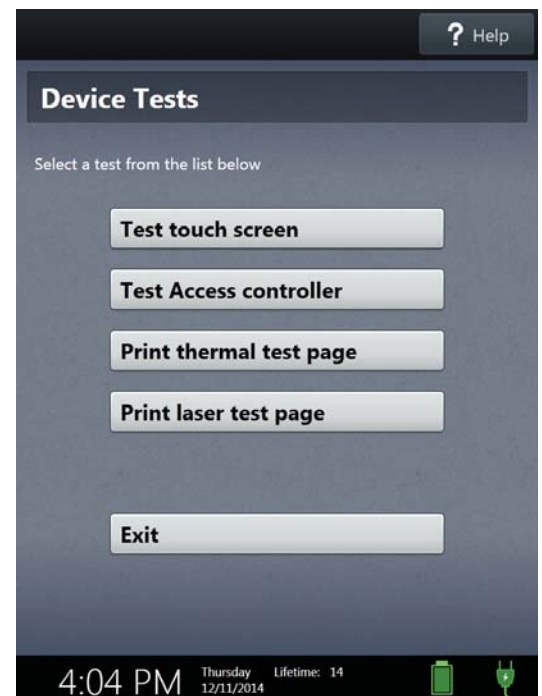 ? Help
Device Tests
Select a test from the list below
Test touch screen
Test Access controller
Print thermal test page
Print laser test page
Exit
4:04 PM Thursday Lifetime: 14
12/11/2014